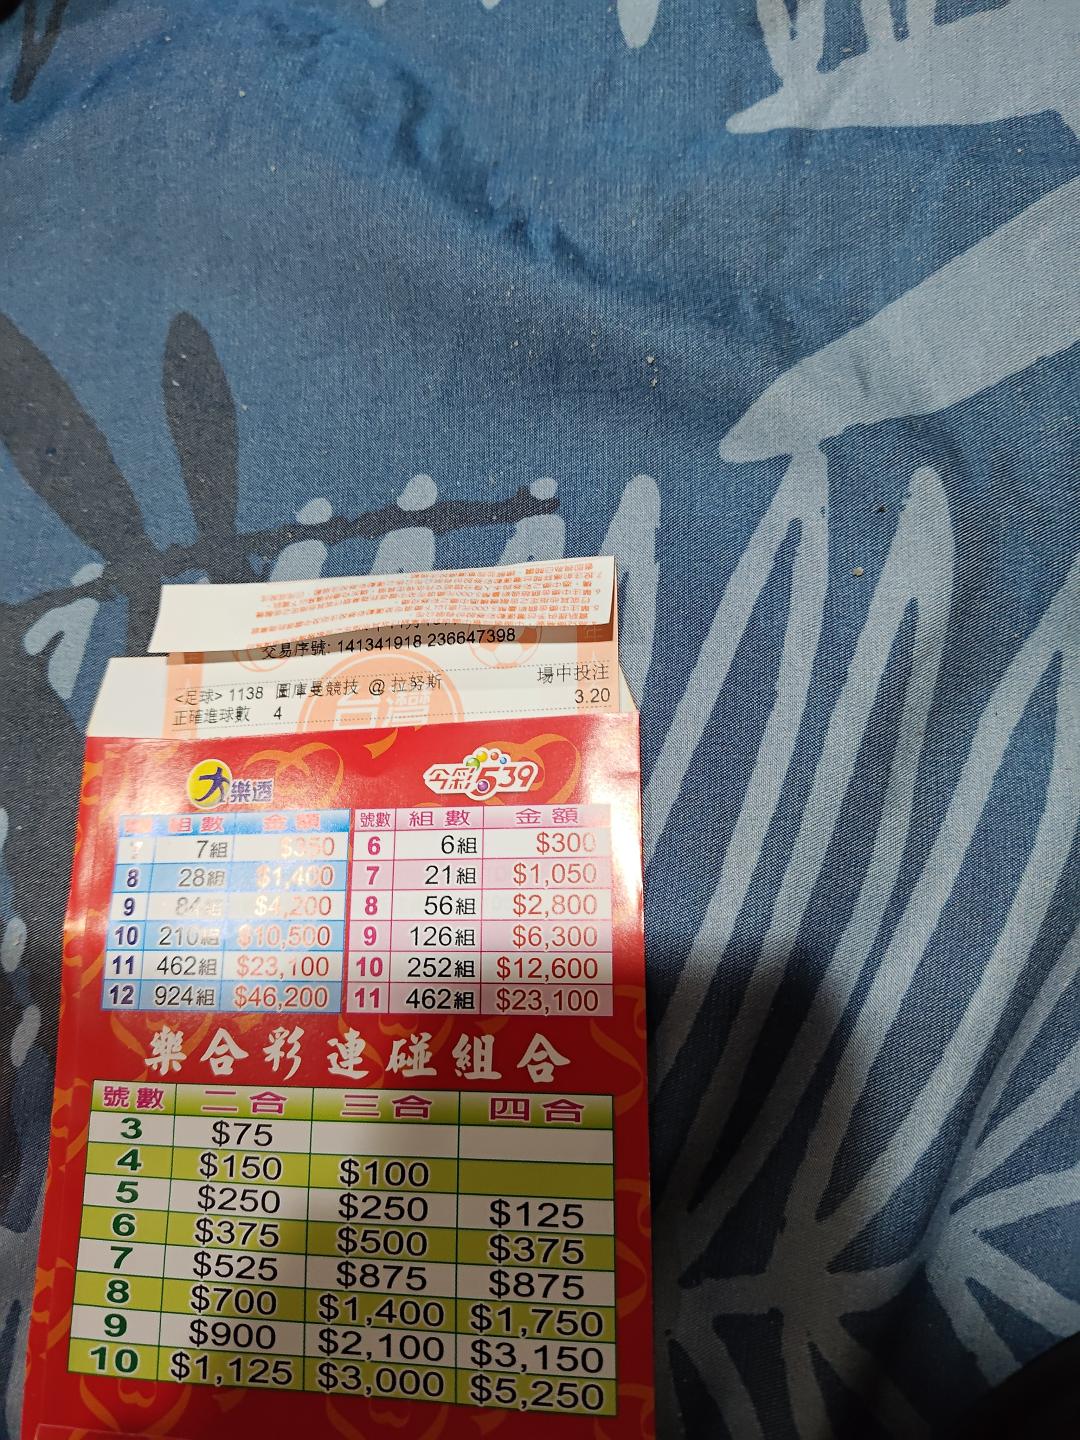 交易序號: 141341918 236647398
場中投注
<足球> 1138 圖庫曼競技 @ 拉努斯
3.20
正確進球數 4
台灣
大樂透
今彩539
組數 金額
7組 $350
8 28組 $1,400
9 84組 $4,200
10 210組 $10,500
11 462組 $23,100
12 924組 $46,200
號數 組數 金額
6 6組 $300
7 21組 $1,050
8 56組 $2,800
9 126組 $6,300
10 252組 $12,600
11 462組 $23,100
樂合彩連碰組合
號數 二合 三合 四合
3 $75
4 $150 $100
5 $250 $250 $125
6 $375 $500 $375
7 $525 $875 $875
8 $700 $1,400 $1,750
9 $900 $2,100 $3,150
10 $1,125 $3,000 $5,250